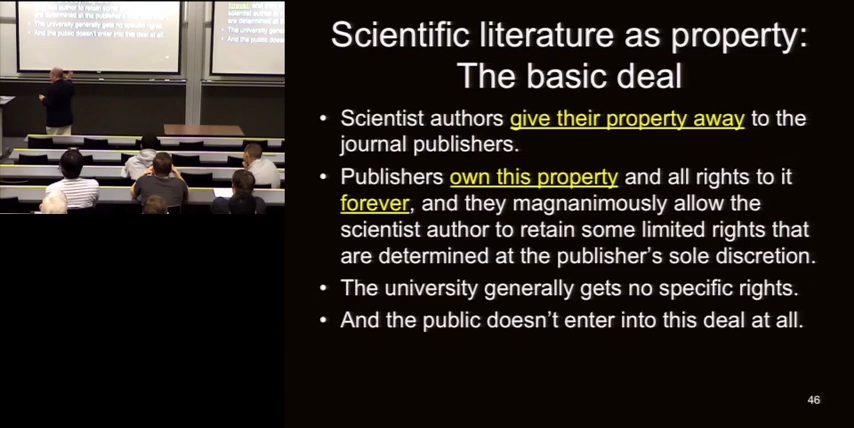 Scientific literature as property:
The basic deal
• Scientist authors give their property away to the
journal publishers.
• Publishers own this property and all rights to it
forever, and they magnanimously allow the
scientist author to retain some limited rights that
are determined at the publisher's sole discretion.
• The university generally gets no specific rights.
• And the public doesn't enter into this deal at all.
46